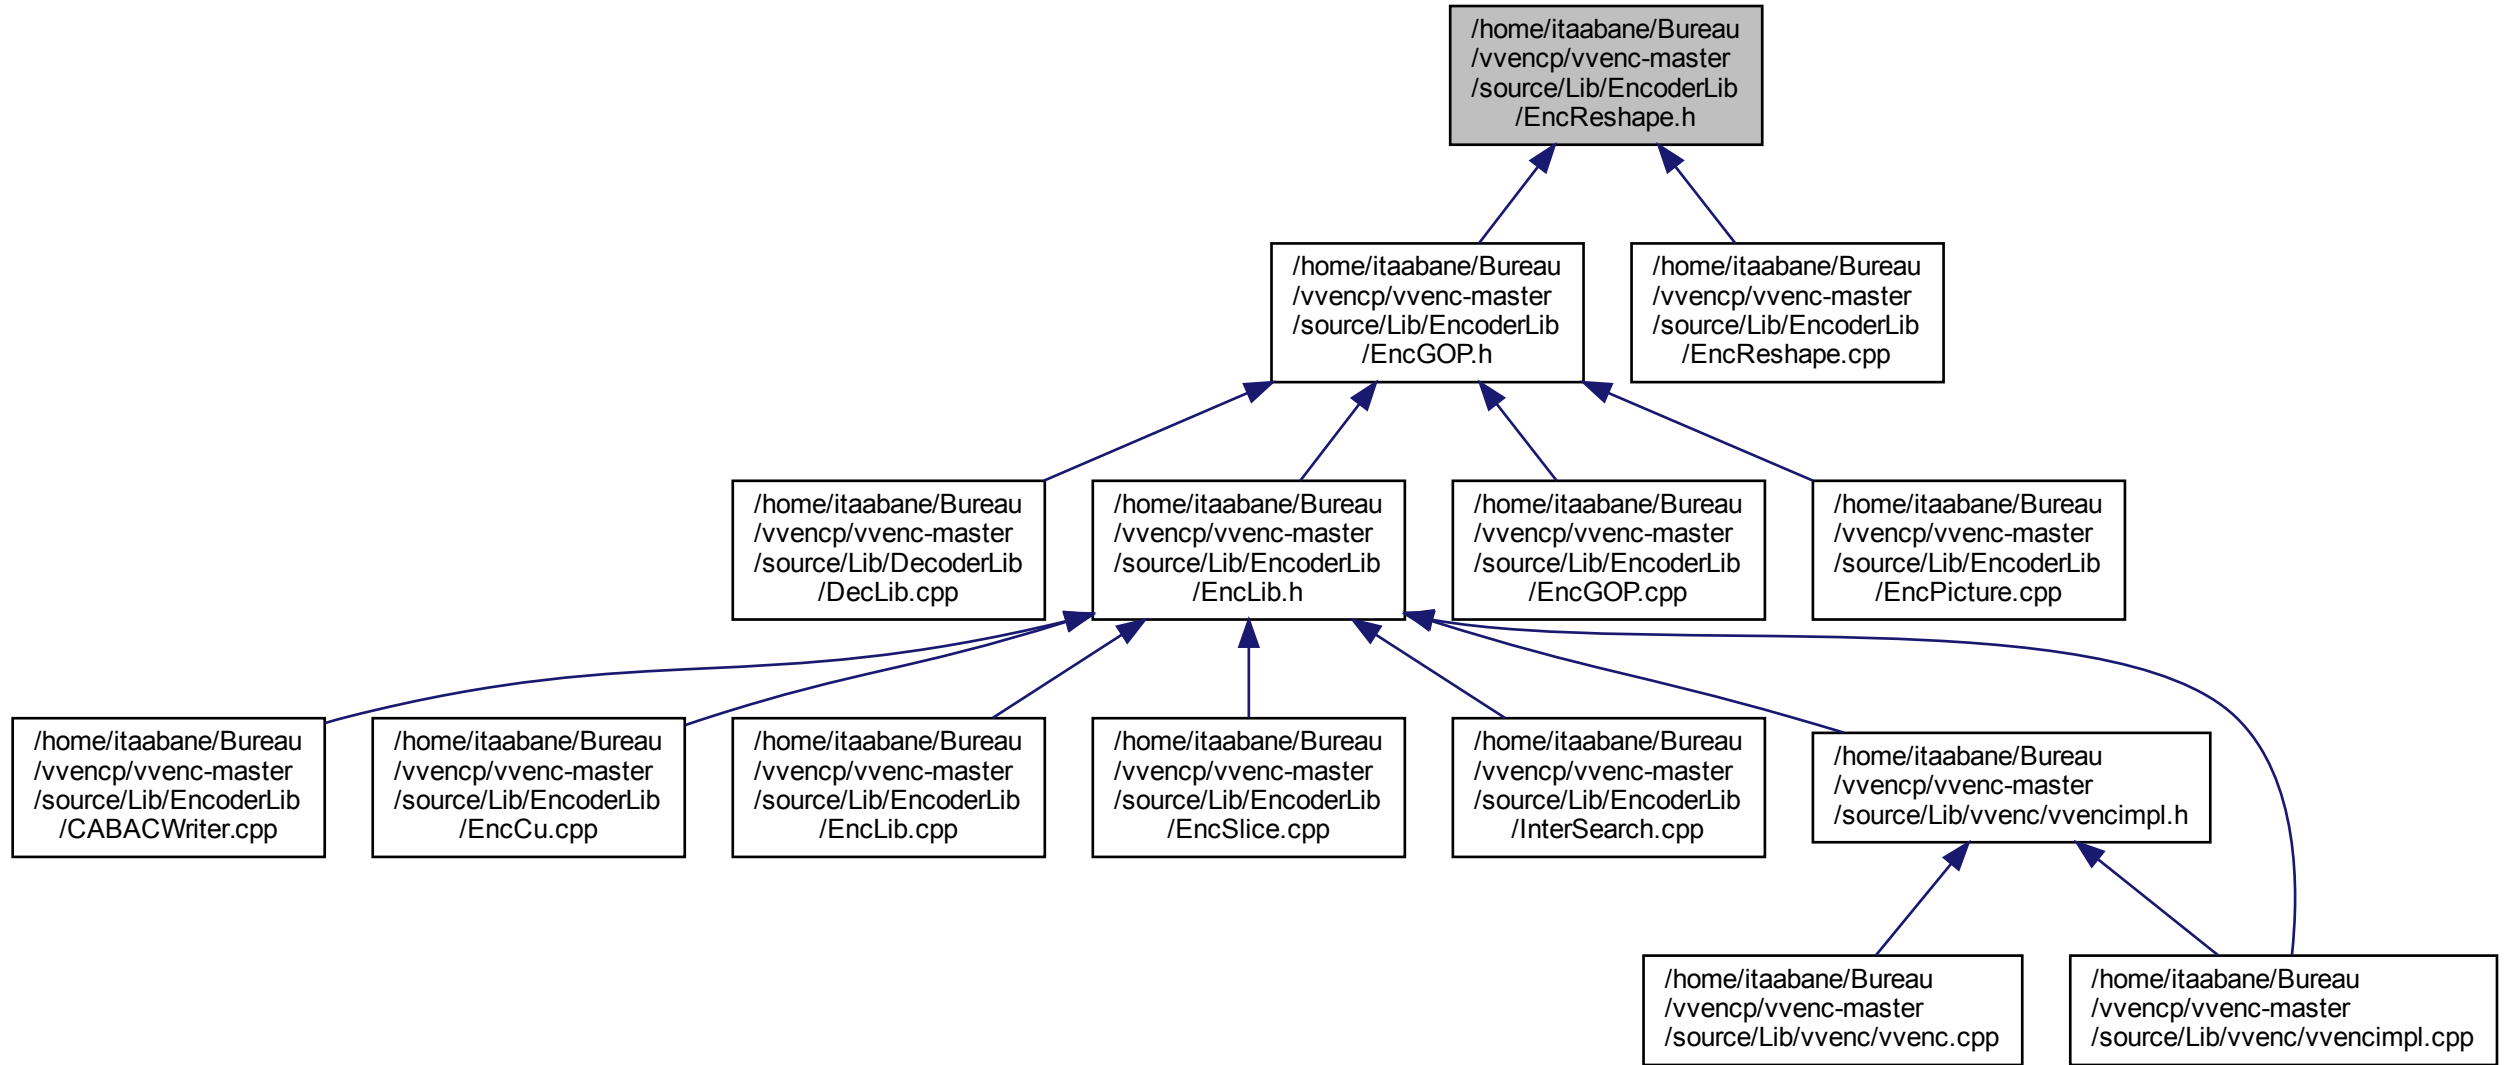 /home/itaabane/Bureau
/vvencp/vvenc-master
/source/Lib/EncoderLib
/EncReshape.h
/home/itaabane/Bureau
/vvencp/vvenc-master
/source/Lib/EncoderLib
/EncGOP.h
/home/itaabane/Bureau
/vvencp/vvenc-master
/source/Lib/EncoderLib
/EncReshape.cpp
/home/itaabane/Bureau
/vvencp/vvenc-master
/source/Lib/DecoderLib
/DecLib.cpp
/home/itaabane/Bureau
/vvencp/vvenc-master
/source/Lib/EncoderLib
/EncLib.h
/home/itaabane/Bureau
/vvencp/vvenc-master
/source/Lib/EncoderLib
/EncGOP.cpp
/home/itaabane/Bureau
/vvencp/vvenc-master
/source/Lib/EncoderLib
/EncPicture.cpp
/home/itaabane/Bureau
/vvencp/vvenc-master
/source/Lib/EncoderLib
/CABACWriter.cpp
/home/itaabane/Bureau
/vvencp/vvenc-master
/source/Lib/EncoderLib
/EncCu.cpp
/home/itaabane/Bureau
/vvencp/vvenc-master
/source/Lib/EncoderLib
/EncLib.cpp
/home/itaabane/Bureau
/vvencp/vvenc-master
/source/Lib/EncoderLib
/EncSlice.cpp
/home/itaabane/Bureau
/vvencp/vvenc-master
/source/Lib/EncoderLib
/InterSearch.cpp
/home/itaabane/Bureau
/vvencp/vvenc-master
/source/Lib/vvenc/vvencimpl.h
/home/itaabane/Bureau
/vvencp/vvenc-master
/source/Lib/vvenc/vvenc.cpp
/home/itaabane/Bureau
/vvencp/vvenc-master
/source/Lib/vvenc/vvencimpl.cpp